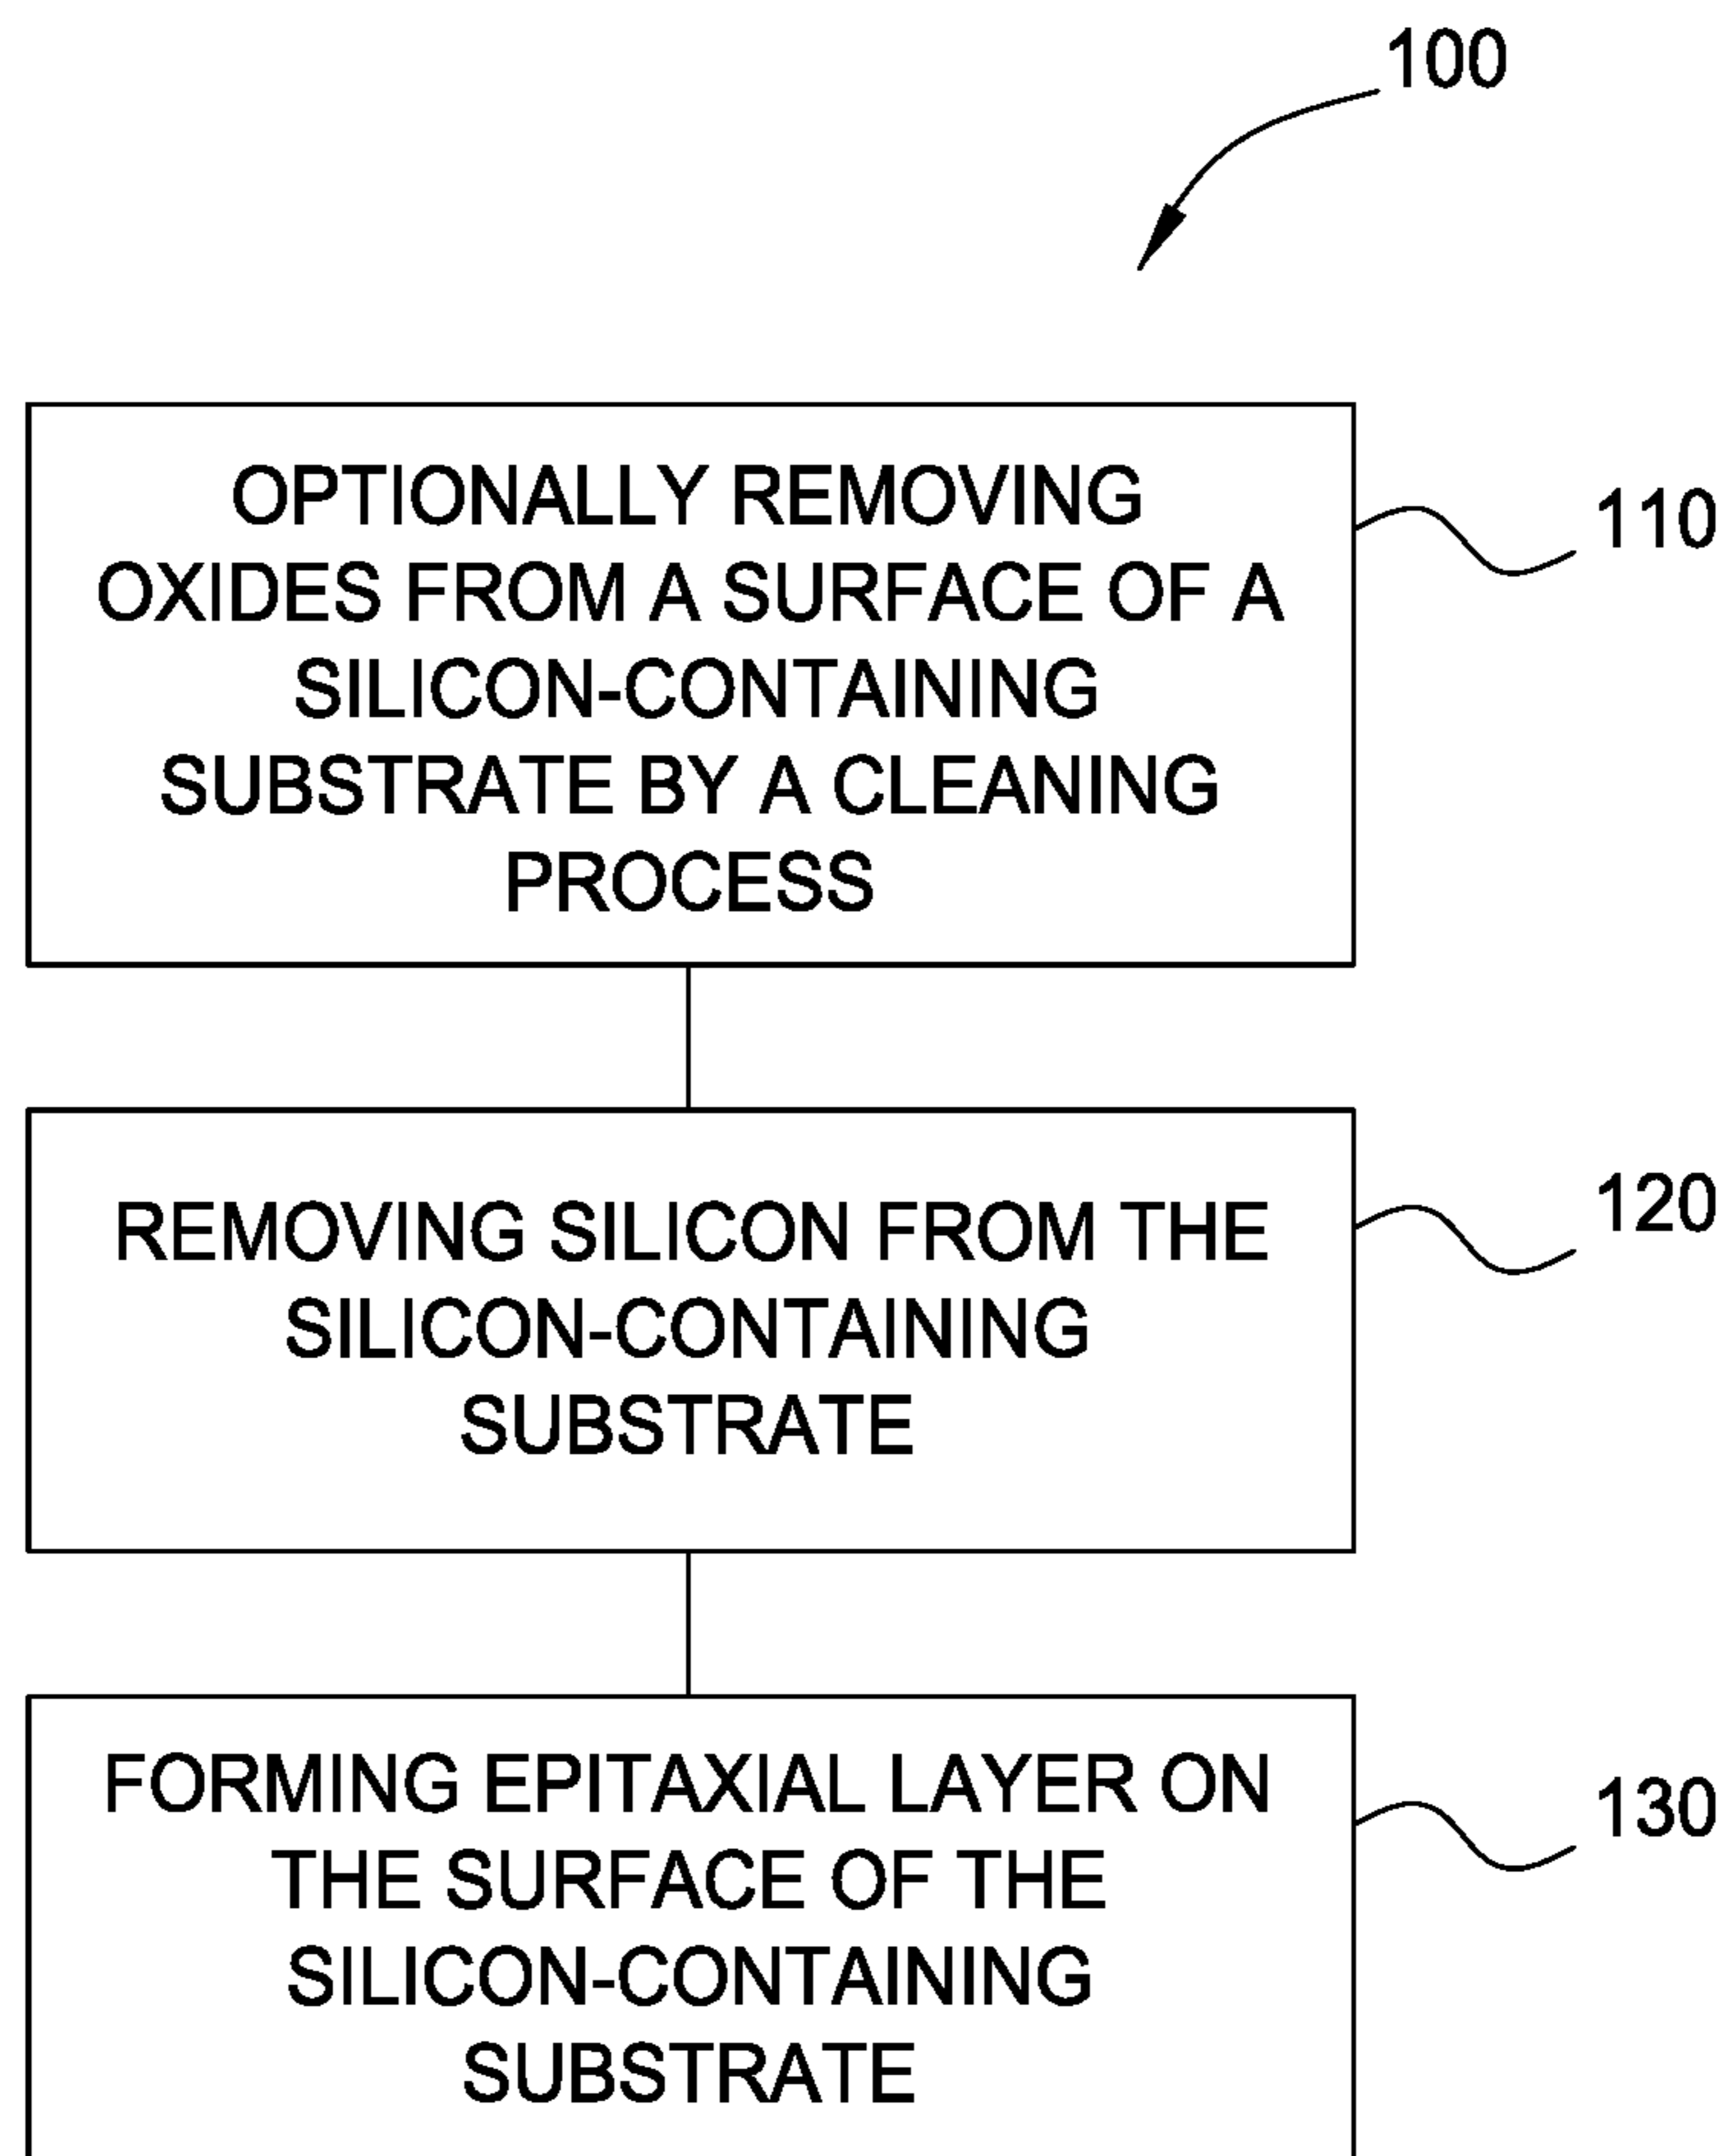 100
OPTIONALLY REMOVING
OXIDES FROM A SURFACE OF A
SILICON-CONTAINING
SUBSTRATE BY A CLEANING
PROCESS
110
REMOVING SILICON FROM THE
SILICON-CONTAINING
SUBSTRATE
120
FORMING EPITAXIAL LAYER ON
THE SURFACE OF THE
SILICON-CONTAINING
SUBSTRATE
130